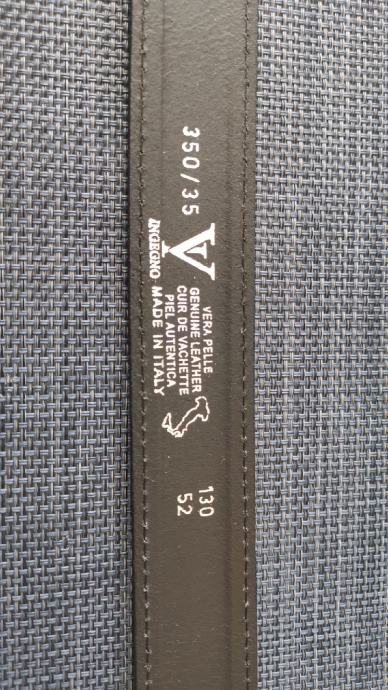 350/35
INGEGNO
VERA PELLE
GENUINE LEATHER
CUIR DE VACHETTE
PIEL AUTENTICA
MADE IN ITALY
130
52